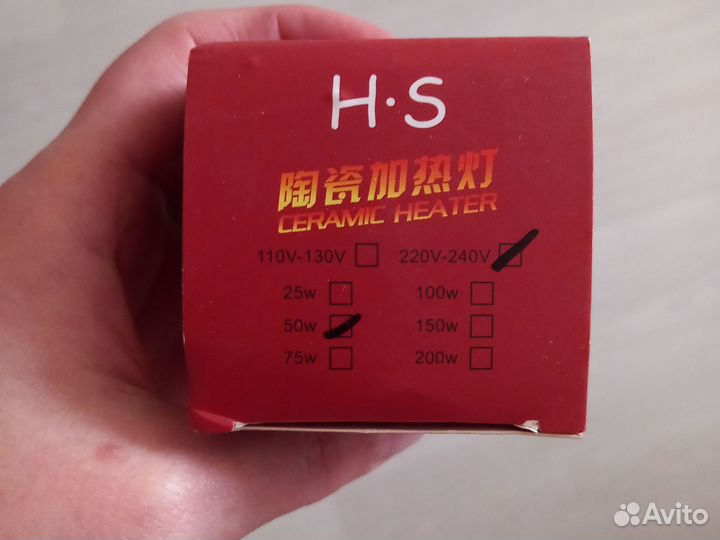 H·S
陶瓷加热灯
CERAMIC HEATER
110V-130V 220V-240V
25w 100w
50w 150w
75w 200w
Avito